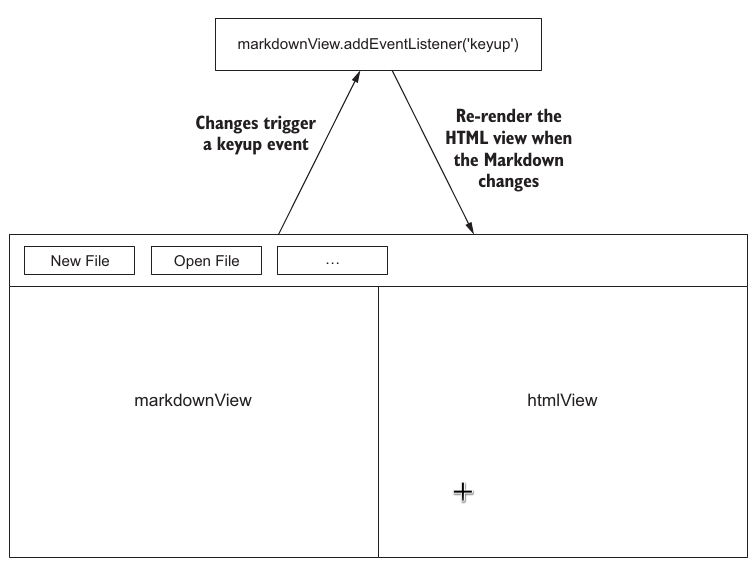 markdownView.addEventListener('keyup')
Changes trigger
a keyup event
Re-render the
HTML view when
the Markdown
changes
New File
Open File
...
markdownView
htmlView